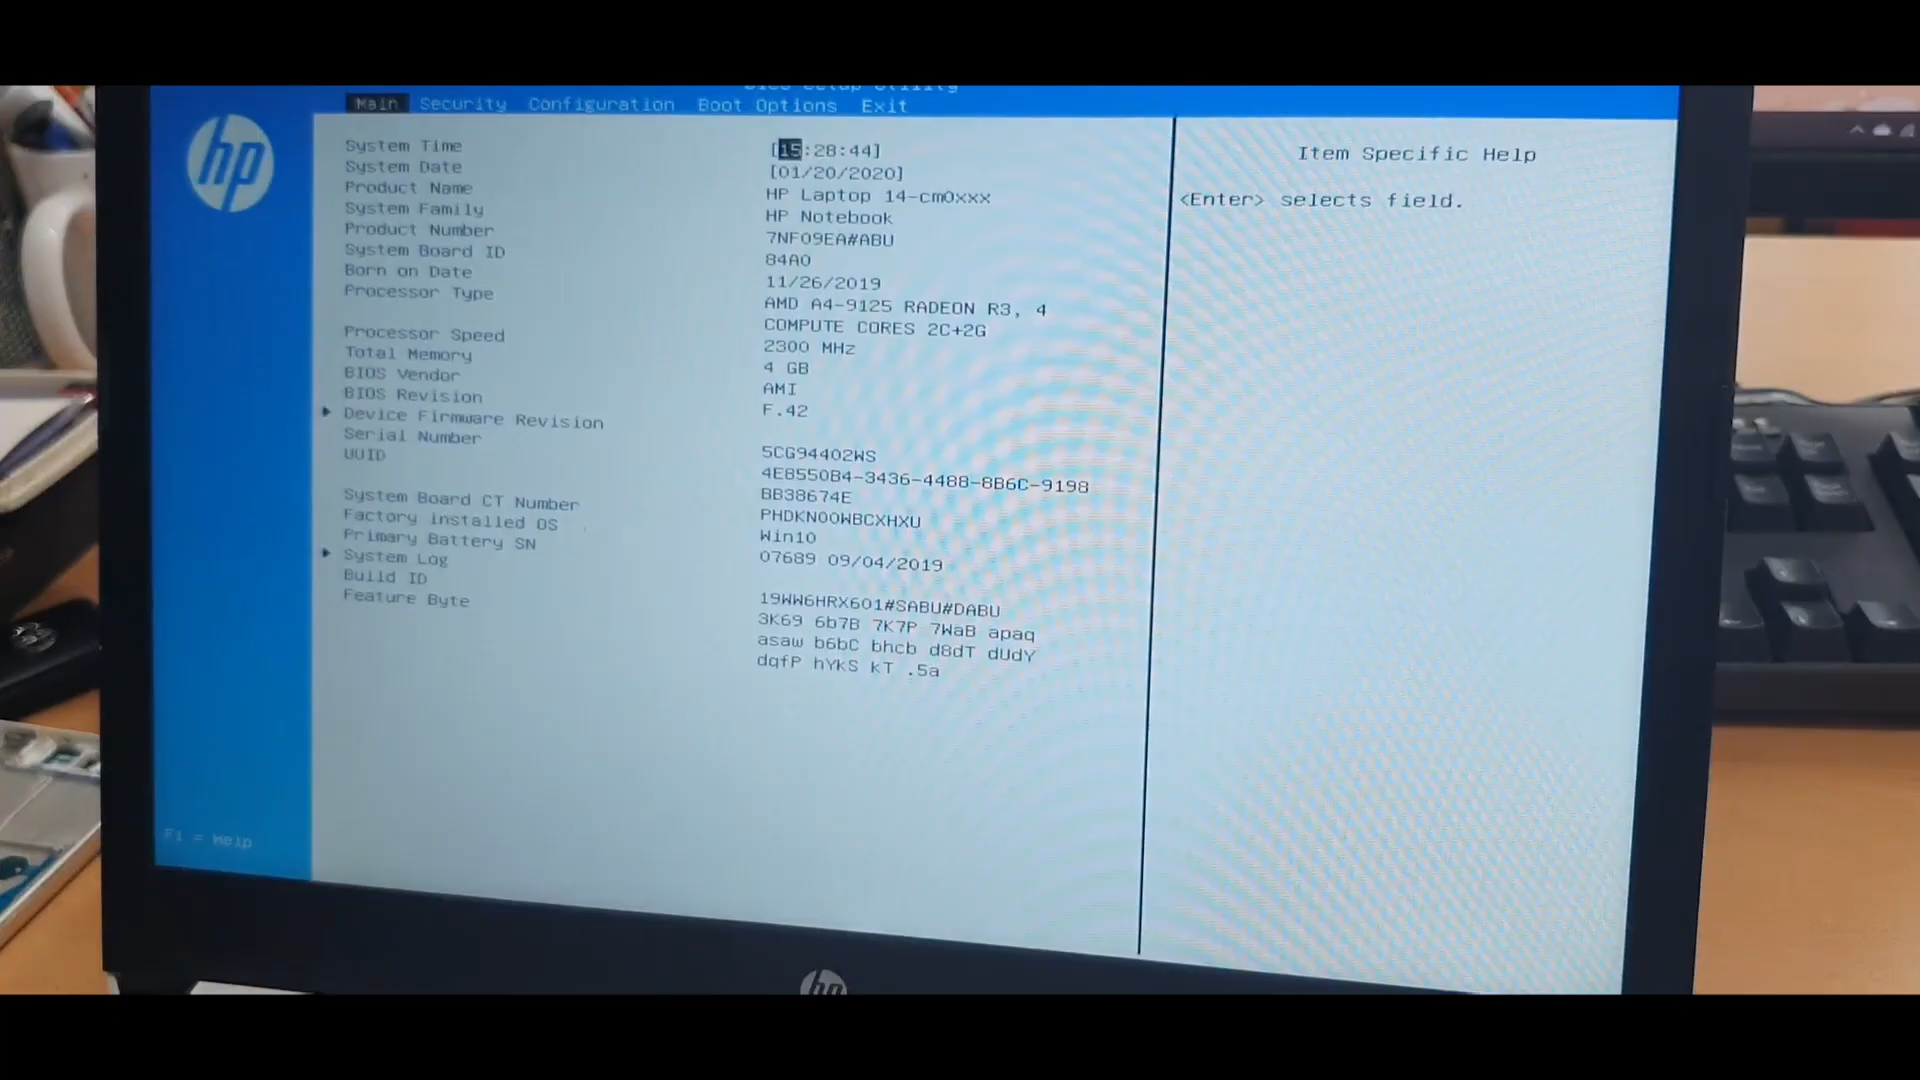 BIOS Setup Utility
Main Security Configuration Boot Options Exit
hp
System Time [15:28:44]
System Date [01/20/2020]
Product Name HP Laptop 14-cm0xxx
System Family HP Notebook
Product Number 7NF09EA#ABU
System Board ID 84A0
Born on Date 11/26/2019
Processor Type AMD A4-9125 RADEON R3, 4
COMPUTE CORES 2C+2G
Processor Speed 2300 MHz
Total Memory 4 GB
BIOS Vendor AMI
BIOS Revision F.42
Device Firmware Revision
Serial Number 5CG94402WS
UUID 4E8550B4-3436-4488-8B6C-9198
BB38674E
System Board CT Number PHDKN00WBCXHXU
Factory installed OS Win10
Primary Battery SN 07689 09/04/2019
System Log
Build ID 19WW6HRX601#SABU#DABU
Feature Byte 3K69 6b7B 7K7P 7WaB apaq
asaw b6bC bhcb d8dT dUdY
dqfP hYkS kT .5a
Item Specific Help
<Enter> selects field.
F1 = Help
hp